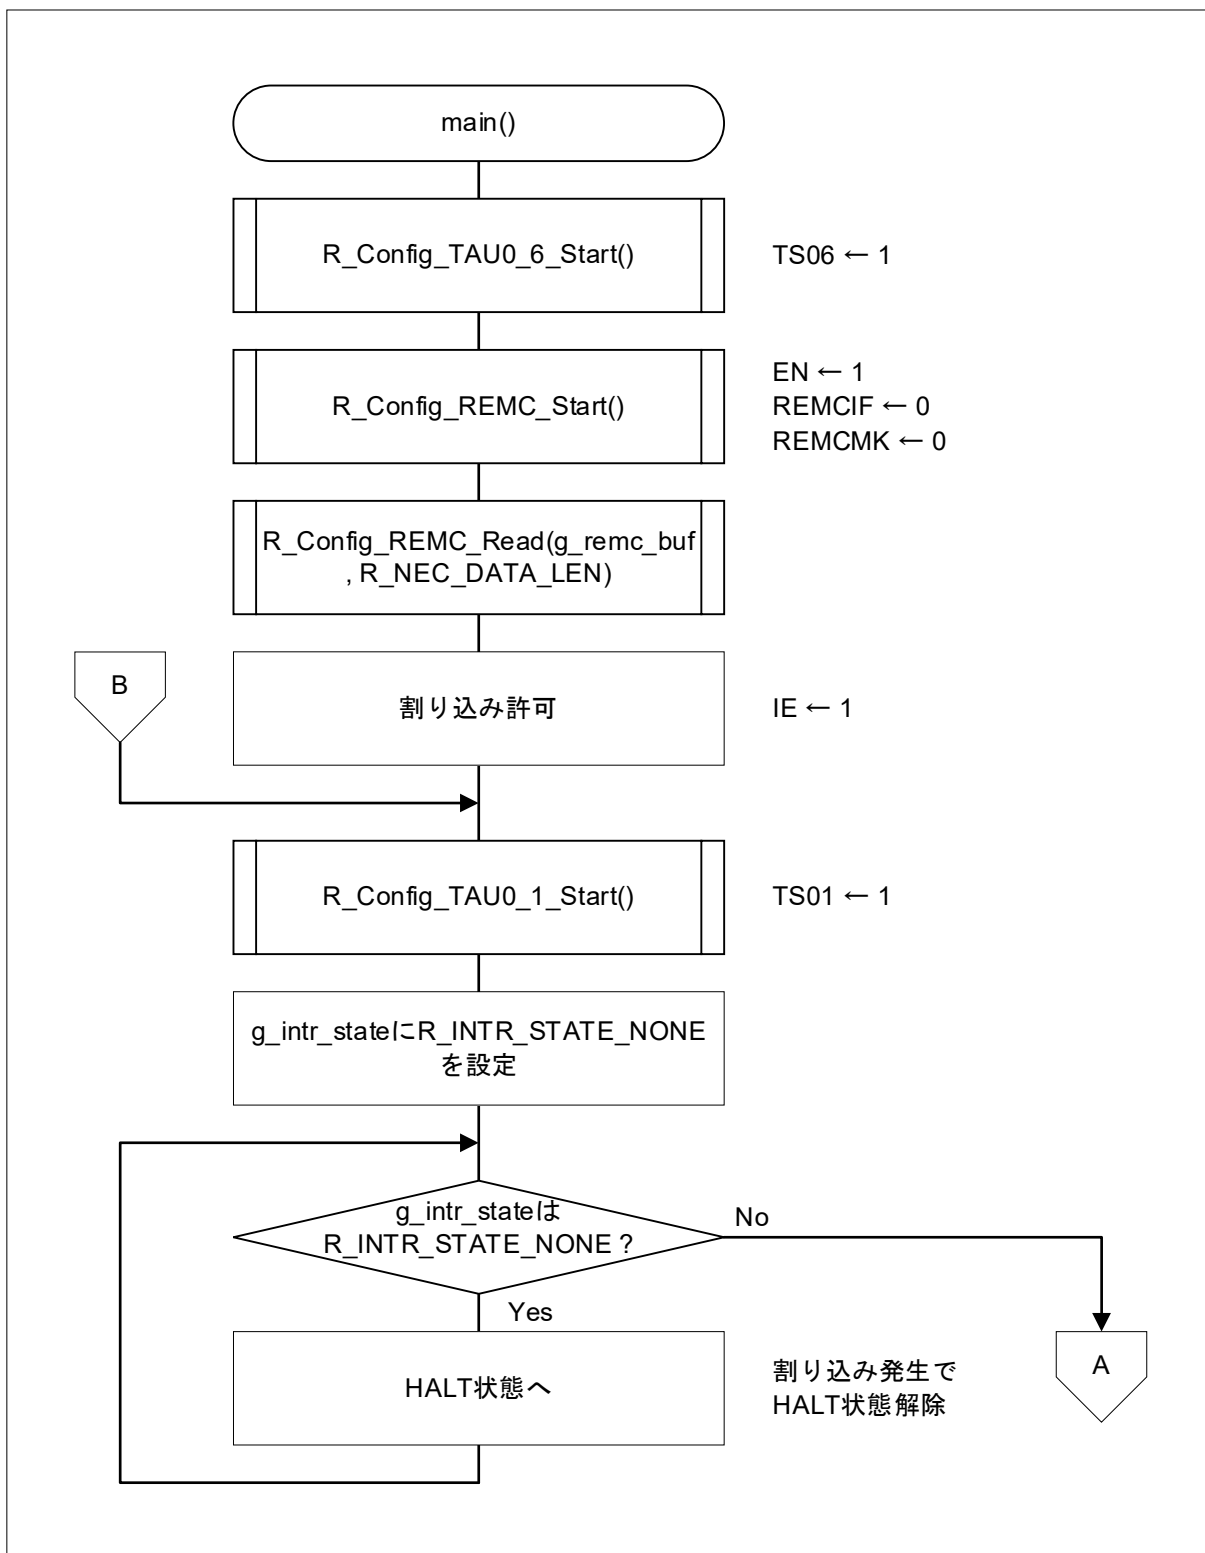 main()
R_Config_TAU0_6_Start()
TS06 ← 1
R_Config_REMC_Start()
EN ← 1
REMCIF ← 0
REMCMK ← 0
R_Config_REMC_Read(g_remc_buf
, R_NEC_DATA_LEN)
B
割り込み許可
IE ← 1
R_Config_TAU0_1_Start()
TS01 ← 1
g_intr_stateにR_INTR_STATE_NONE
を設定
g_intr_stateは
R_INTR_STATE_NONE?
No
Yes
HALT状態へ
割り込み発生で
HALT状態解除
A